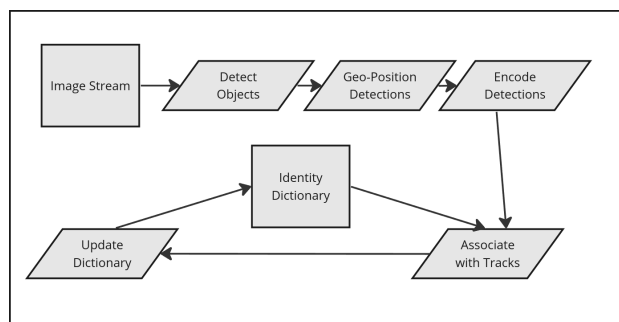 Image Stream
Detect
Objects
Geo-Position
Detections
Encode
Detections
Identity
Dictionary
Update
Dictionary
Associate
with Tracks